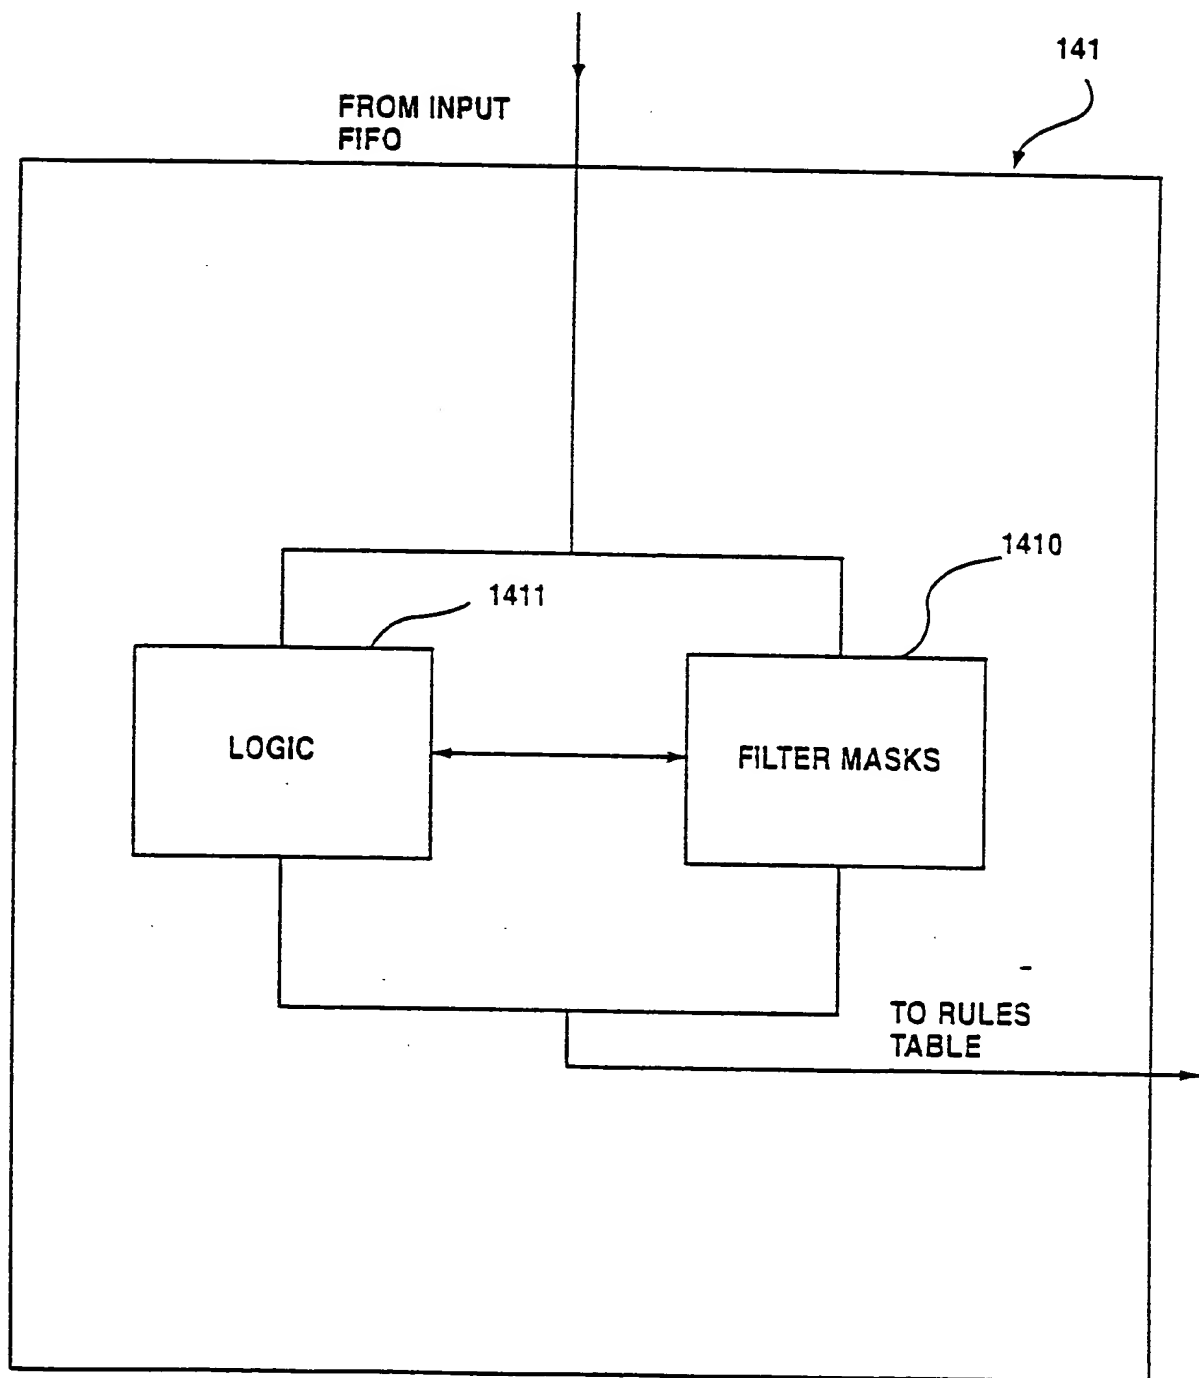 141
FROM INPUT
FIFO
1410
1411
LOGIC
FILTER MASKS
TO RULES
TABLE